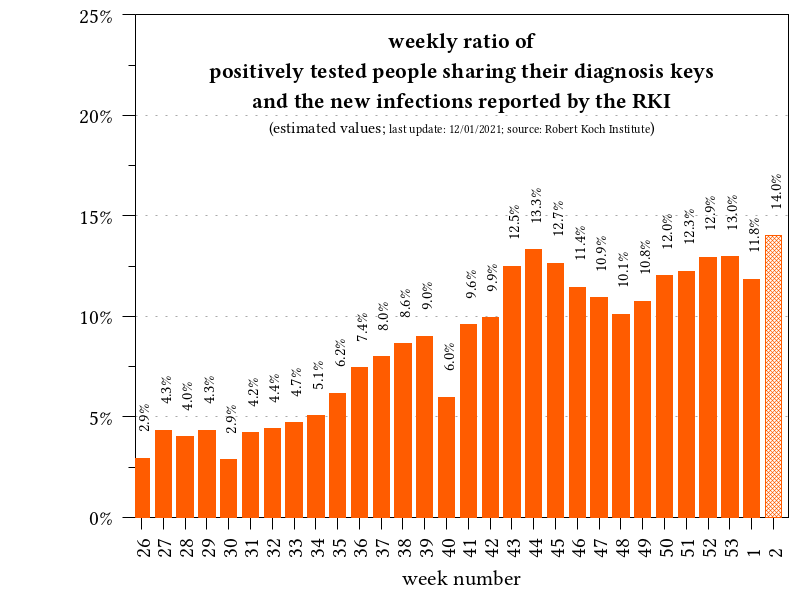 weekly ratio of
positively tested people sharing their diagnosis keys
and the new infections reported by the RKI
(estimated values; last update: 12/01/2021; source: Robert Koch Institute)
25%
20%
15%
10%
5%
0%
2.9% 4.3% 4.0% 4.3% 2.9% 4.2% 4.4% 4.7% 5.1% 6.2% 7.4% 8.0% 8.6% 9.0% 6.0% 9.6% 9.9% 12.5% 13.3% 12.7% 11.4% 10.9% 10.1% 10.8% 12.0% 12.3% 12.9% 13.0% 11.8% 14.0%
26 27 28 29 30 31 32 33 34 35 36 37 38 39 40 41 42 43 44 45 46 47 48 49 50 51 52 53 1 2
week number